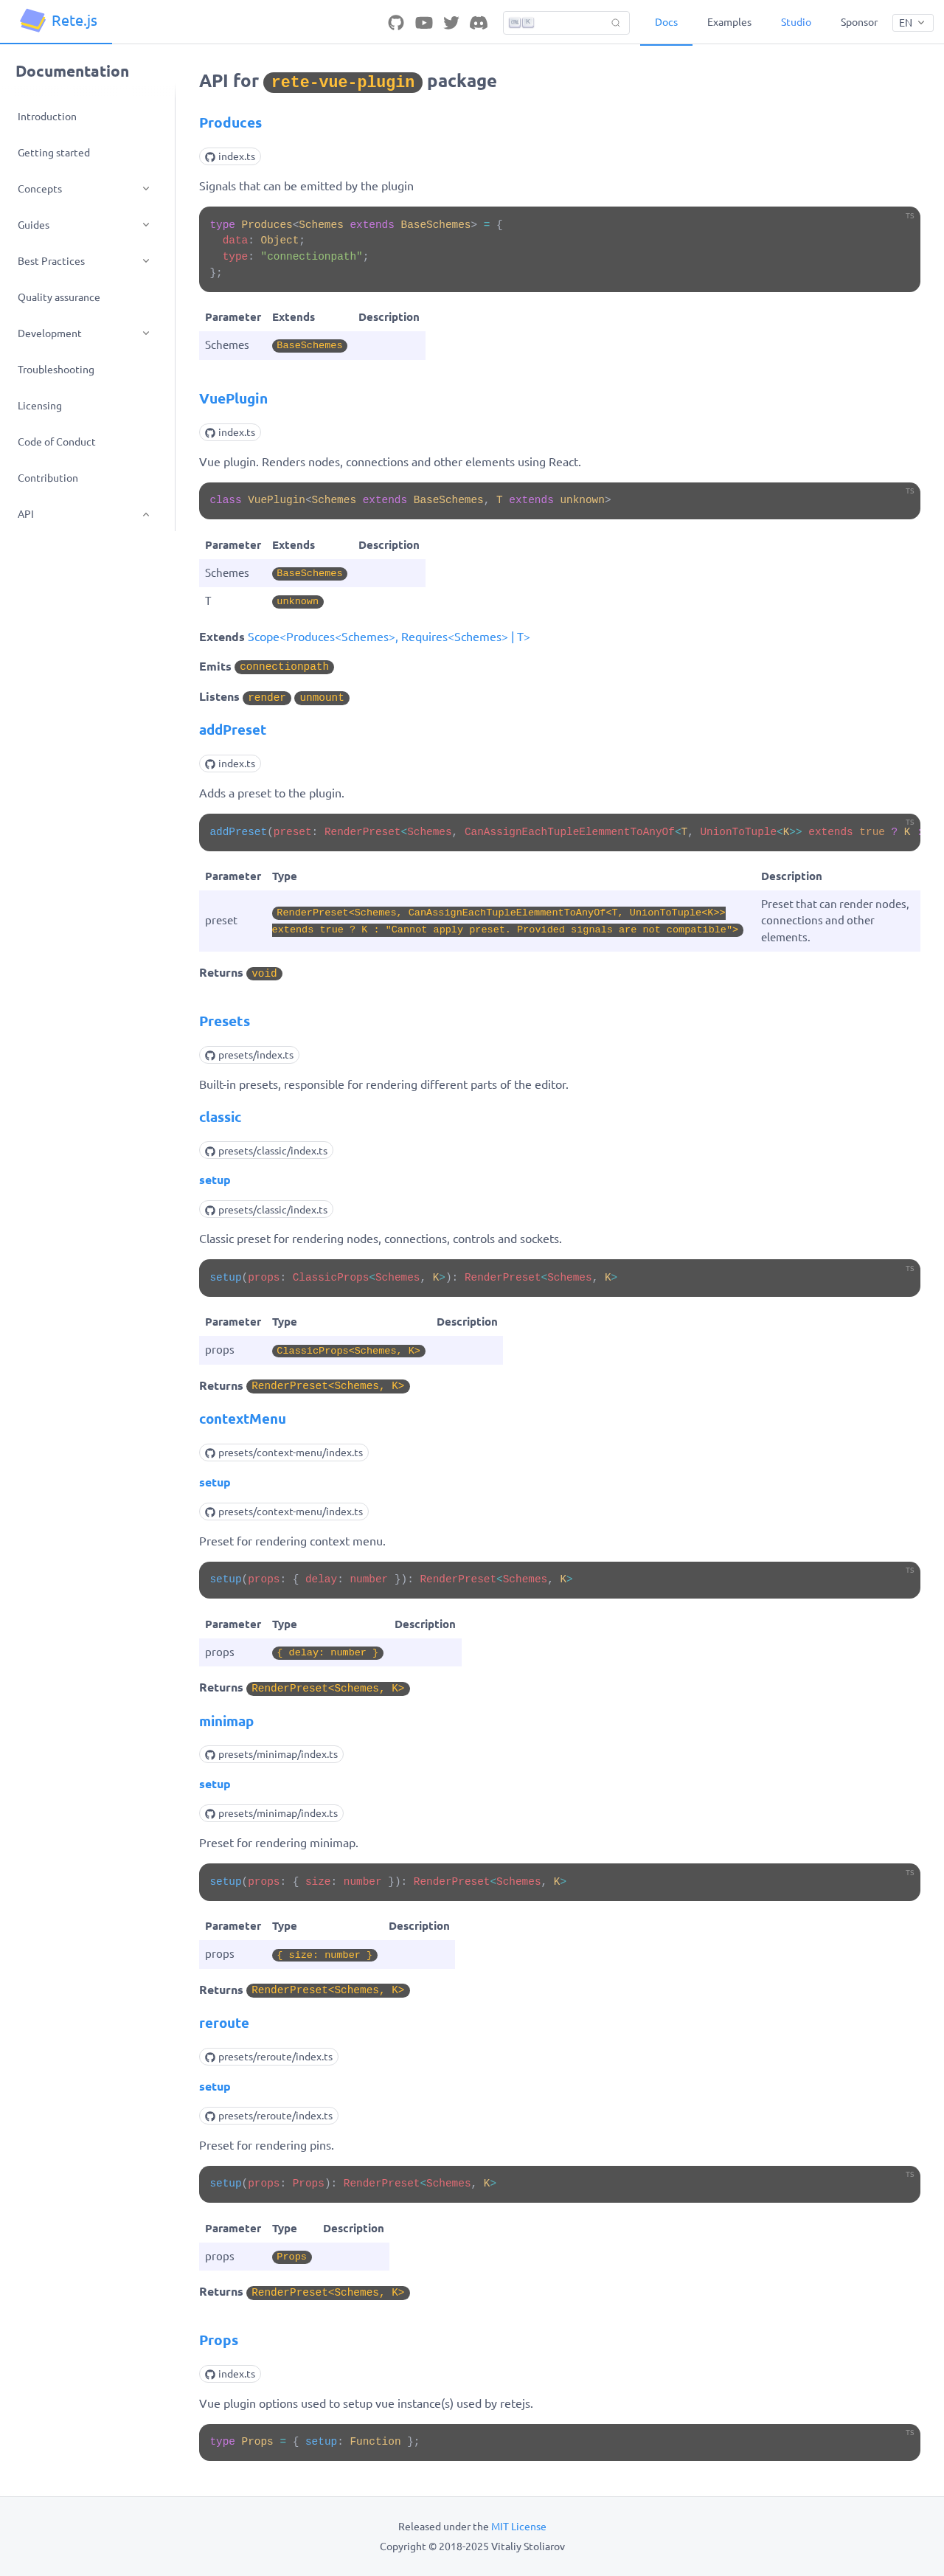 Rete.js
Docs
Examples
Studio
Sponsor
EN
Documentation
Introduction
Getting started
Concepts
Guides
Best Practices
Quality assurance
Development
Troubleshooting
Licensing
Code of Conduct
Contribution
API
API for rete-vue-plugin package
Produces
index.ts
Signals that can be emitted by the plugin
TS
type Produces<Schemes extends BaseSchemes> = {
data: Object;
type: "connectionpath";
};
Parameter Extends Description
Schemes BaseSchemes
VuePlugin
index.ts
Vue plugin. Renders nodes, connections and other elements using React.
TS
class VuePlugin<Schemes extends BaseSchemes, T extends unknown>
Parameter Extends Description
Schemes BaseSchemes
T unknown
Extends Scope<Produces<Schemes>, Requires<Schemes> | T>
Emits connectionpath
Listens render unmount
addPreset
index.ts
Adds a preset to the plugin.
TS
addPreset(preset: RenderPreset<Schemes, CanAssignEachTupleElemmentToAnyOf<T, UnionToTuple<K>> extends true ? K :
Parameter Type Description
preset RenderPreset<Schemes, CanAssignEachTupleElemmentToAnyOf<T, UnionToTuple<K>> extends true ? K : "Cannot apply preset. Provided signals are not compatible"> Preset that can render nodes, connections and other elements.
Returns void
Presets
presets/index.ts
Built-in presets, responsible for rendering different parts of the editor.
classic
presets/classic/index.ts
setup
presets/classic/index.ts
Classic preset for rendering nodes, connections, controls and sockets.
TS
setup(props: ClassicProps<Schemes, K>): RenderPreset<Schemes, K>
Parameter Type Description
props ClassicProps<Schemes, K>
Returns RenderPreset<Schemes, K>
contextMenu
presets/context-menu/index.ts
setup
presets/context-menu/index.ts
Preset for rendering context menu.
TS
setup(props: { delay: number }): RenderPreset<Schemes, K>
Parameter Type Description
props { delay: number }
Returns RenderPreset<Schemes, K>
minimap
presets/minimap/index.ts
setup
presets/minimap/index.ts
Preset for rendering minimap.
TS
setup(props: { size: number }): RenderPreset<Schemes, K>
Parameter Type Description
props { size: number }
Returns RenderPreset<Schemes, K>
reroute
presets/reroute/index.ts
setup
presets/reroute/index.ts
Preset for rendering pins.
TS
setup(props: Props): RenderPreset<Schemes, K>
Parameter Type Description
props Props
Returns RenderPreset<Schemes, K>
Props
index.ts
Vue plugin options used to setup vue instance(s) used by retejs.
TS
type Props = { setup: Function };
Released under the MIT License
Copyright © 2018-2025 Vitaliy Stoliarov